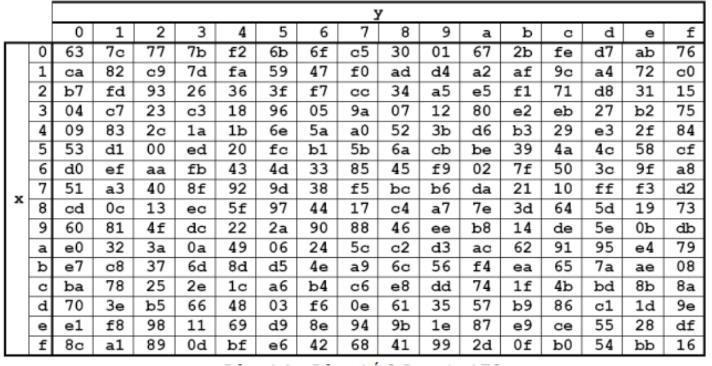 y
0 1 2 3 4 5 6 7 8 9 a b c d e f
0 63 7c 77 7b f2 6b 6f c5 30 01 67 2b fe d7 ab 76
1 ca 82 c9 7d fa 59 47 f0 ad d4 a2 af 9c a4 72 c0
2 b7 fd 93 26 36 3f f7 cc 34 a5 e5 f1 71 d8 31 15
3 04 c7 23 c3 18 96 05 9a 07 12 80 e2 eb 27 b2 75
4 09 83 2c 1a 1b 6e 5a a0 52 3b d6 b3 29 e3 2f 84
5 53 d1 00 ed 20 fc b1 5b 6a cb be 39 4a 4c 58 cf
6 d0 ef aa fb 43 4d 33 85 45 f9 02 7f 50 3c 9f a8
x 7 51 a3 40 8f 92 9d 38 f5 bc b6 da 21 10 ff f3 d2
8 cd 0c 13 ec 5f 97 44 17 c4 a7 7e 3d 64 5d 19 73
9 60 81 4f dc 22 2a 90 88 46 ee b8 14 de 5e 0b db
a e0 32 3a 0a 49 06 24 5c c2 d3 ac 62 91 95 e4 79
b e7 c8 37 6d 8d d5 4e a9 6c 56 f4 ea 65 7a ae 08
c ba 78 25 2e 1c a6 b4 c6 e8 dd 74 1f 4b bd 8b 8a
d 70 3e b5 66 48 03 f6 0e 61 35 57 b9 86 c1 1d 9e
e e1 f8 98 11 69 d9 8e 94 9b 1e 87 e9 ce 55 28 df
f 8c a1 89 0d bf e6 42 68 41 99 2d 0f b0 54 bb 16